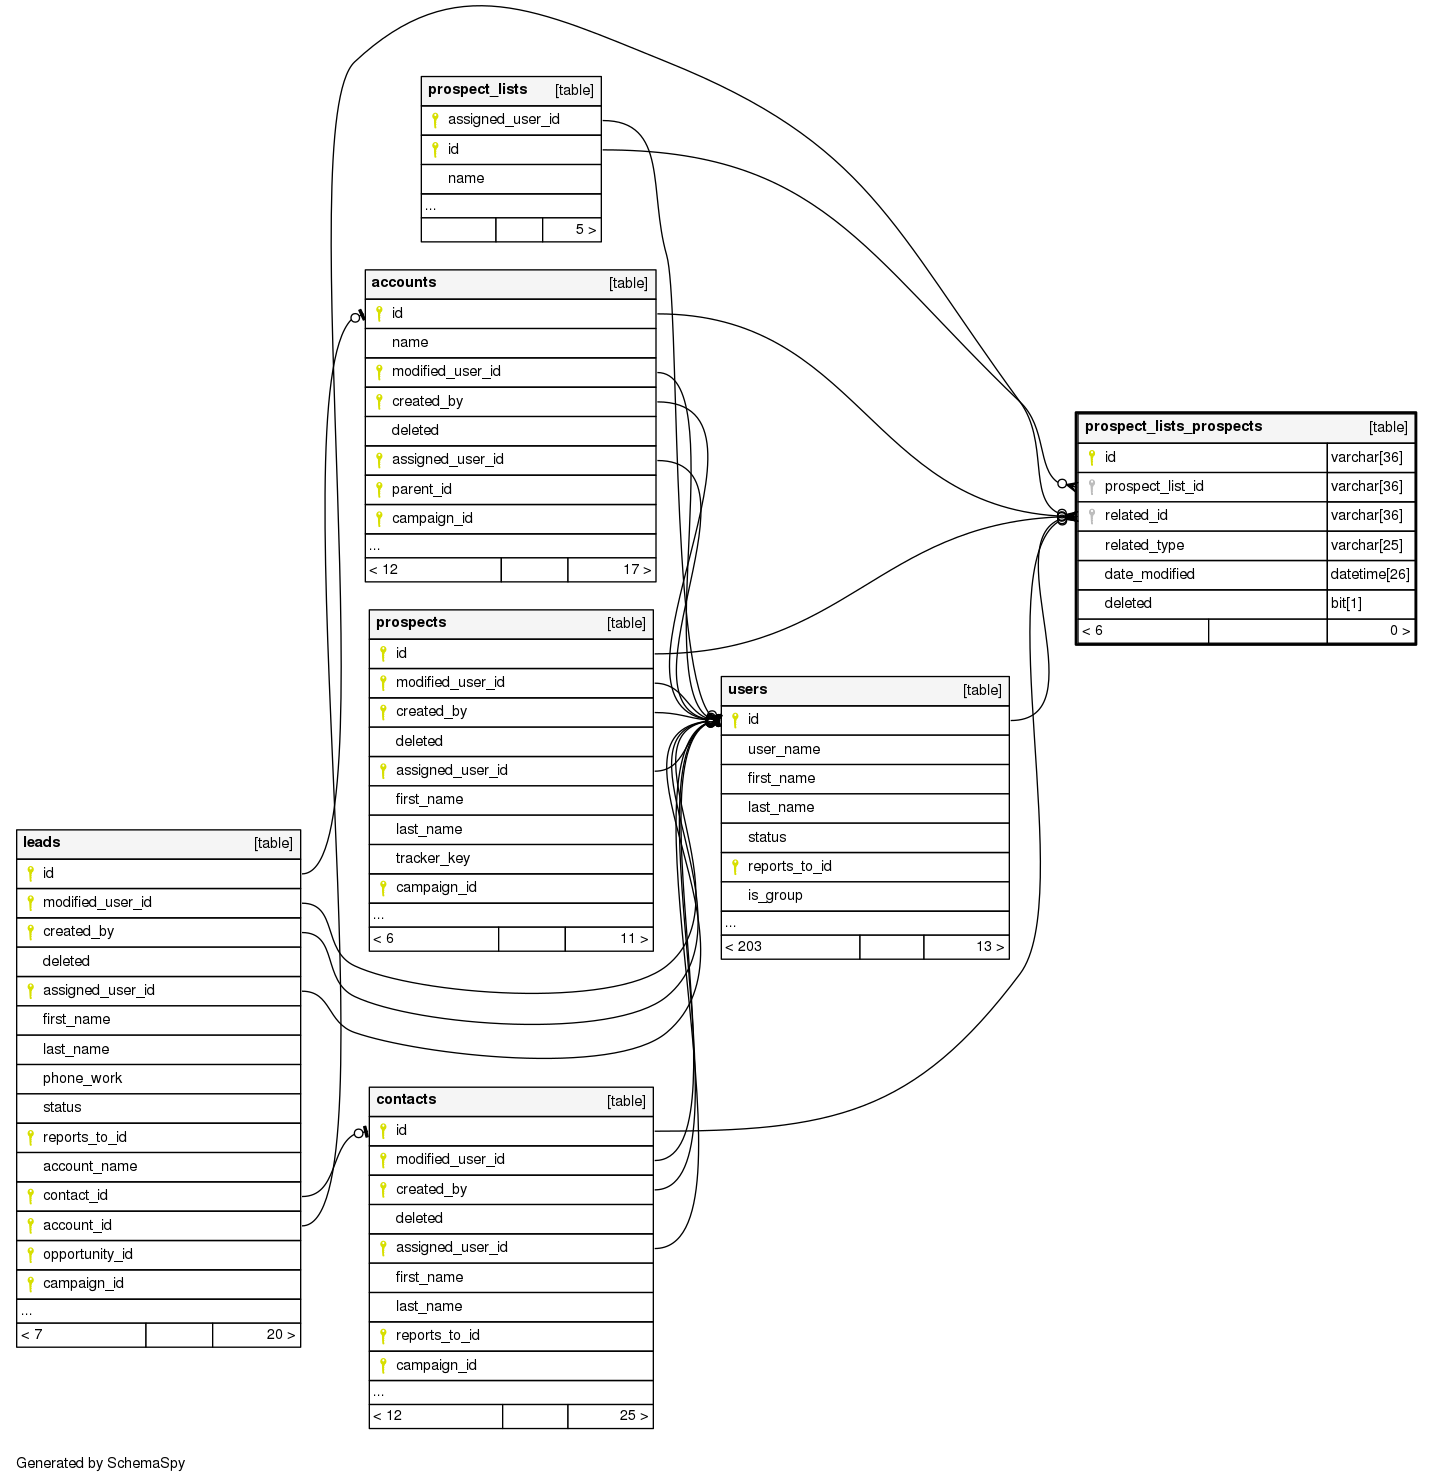 prospect_lists [table]
assigned_user_id
id
name
...
5 >
accounts [table]
id
name
modified_user_id
created_by
deleted
assigned_user_id
parent_id
campaign_id
...
< 12 17 >
prospect_lists_prospects [table]
id varchar[36]
prospect_list_id varchar[36]
related_id varchar[36]
related_type varchar[25]
date_modified datetime[26]
deleted bit[1]
< 6 0 >
prospects [table]
id
modified_user_id
created_by
deleted
assigned_user_id
first_name
last_name
tracker_key
campaign_id
...
< 6 11 >
users [table]
id
user_name
first_name
last_name
status
reports_to_id
is_group
...
< 203 13 >
leads [table]
id
modified_user_id
created_by
deleted
assigned_user_id
first_name
last_name
phone_work
status
reports_to_id
account_name
contact_id
account_id
opportunity_id
campaign_id
...
< 7 20 >
contacts [table]
id
modified_user_id
created_by
deleted
assigned_user_id
first_name
last_name
reports_to_id
campaign_id
...
< 12 25 >
Generated by SchemaSpy